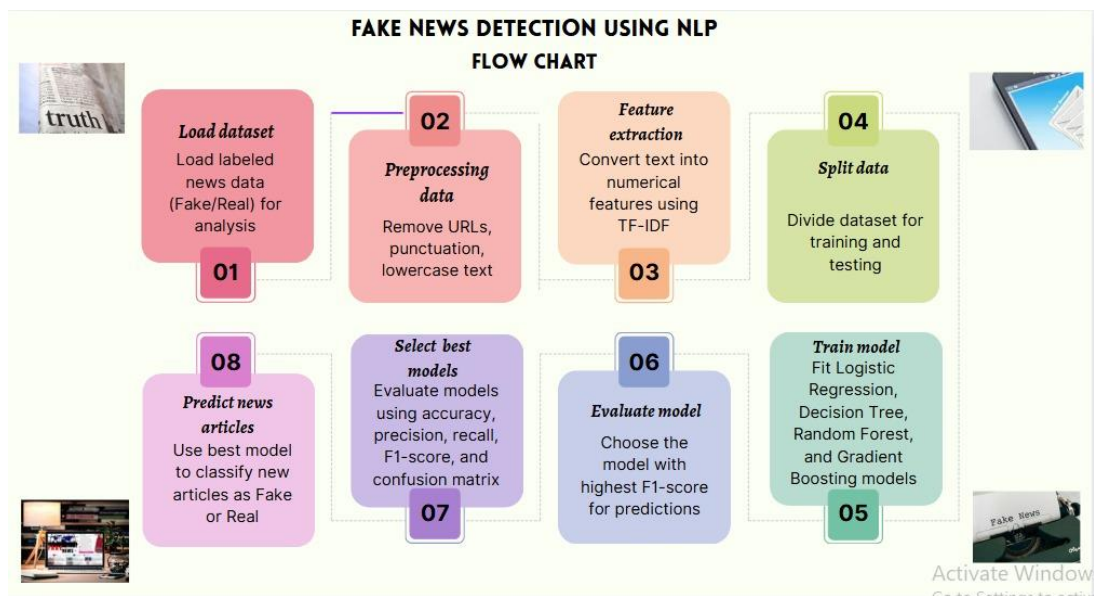 FAKE NEWS DETECTION USING NLP
FLOW CHART
truth
Load dataset
Load labeled
news data
(Fake/Real) for
analysis
01
02
Preprocessing
data
Remove URLs,
punctuation,
lowercase text
Feature
extraction
Convert text into
numerical
features using
TF-IDF
03
04
Split data
Divide dataset for
training and
testing
Train model
Fit Logistic
Regression,
Decision Tree,
Random Forest,
and Gradient
Boosting models
05
06
Evaluate model
Choose the
model with
highest F1-score
for predictions
Select best
models
Evaluate models
using accuracy,
precision, recall,
F1-score, and
confusion matrix
07
08
Predict news
articles
Use best model
to classify new
articles as Fake
or Real
Fake News
Activate Window